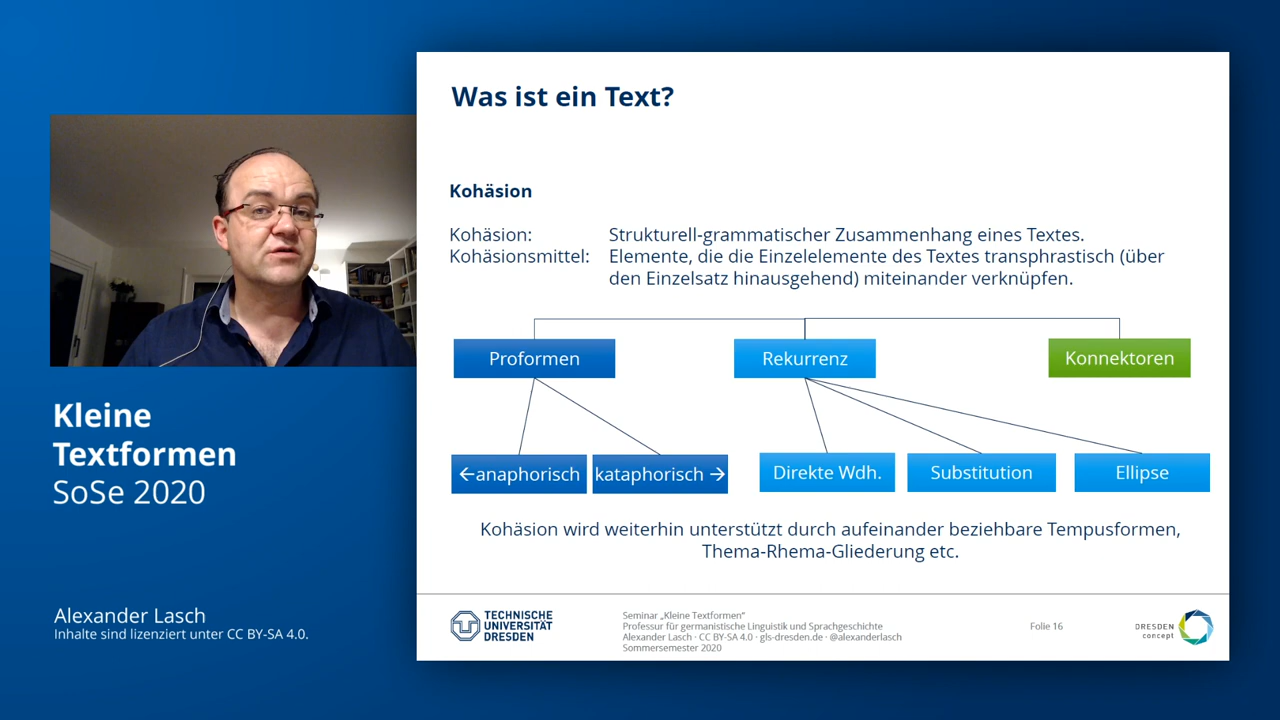 Was ist ein Text?
Kohäsion
Kohäsion: Strukturell-grammatischer Zusammenhang eines Textes.
Kohäsionsmittel: Elemente, die die Einzelelemente des Textes transphrastisch (über
den Einzelsatz hinausgehend) miteinander verknüpfen.
Proformen Rekurrenz Konnektoren
←anaphorisch kataphorisch → Direkte Wdh. Substitution Ellipse
Kohäsion wird weiterhin unterstützt durch aufeinander beziehbare Tempusformen,
Thema-Rhema-Gliederung etc.
Kleine
Textformen
SoSe 2020
Alexander Lasch
Inhalte sind lizenziert unter CC BY-SA 4.0.
TECHNISCHE
UNIVERSITÄT
DRESDEN
Seminar „Kleine Textformen“
Professur für germanistische Linguistik und Sprachgeschichte
Alexander Lasch · CC BY-SA 4.0 · gls-dresden.de · @alexanderlasch
Sommersemester 2020
Folie 16
DRESDEN
concept